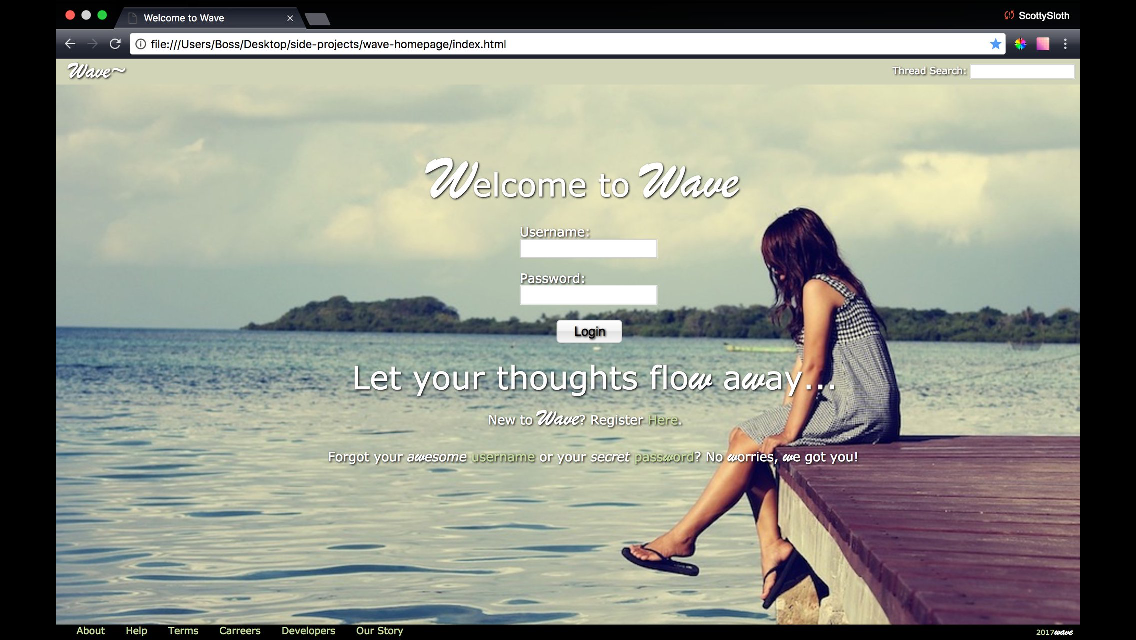 Welcome to Wave
ScottySloth
file:///Users/Boss/Desktop/side-projects/wave-homepage/index.html
Wave~
Thread Search:
Welcome to Wave
Username:
Password:
Login
Let your thoughts flow away...
New to Wave? Register Here.
Forgot your awesome username or your secret password? No worries, we got you!
About Help Terms Careers Developers Our Story
2017wave